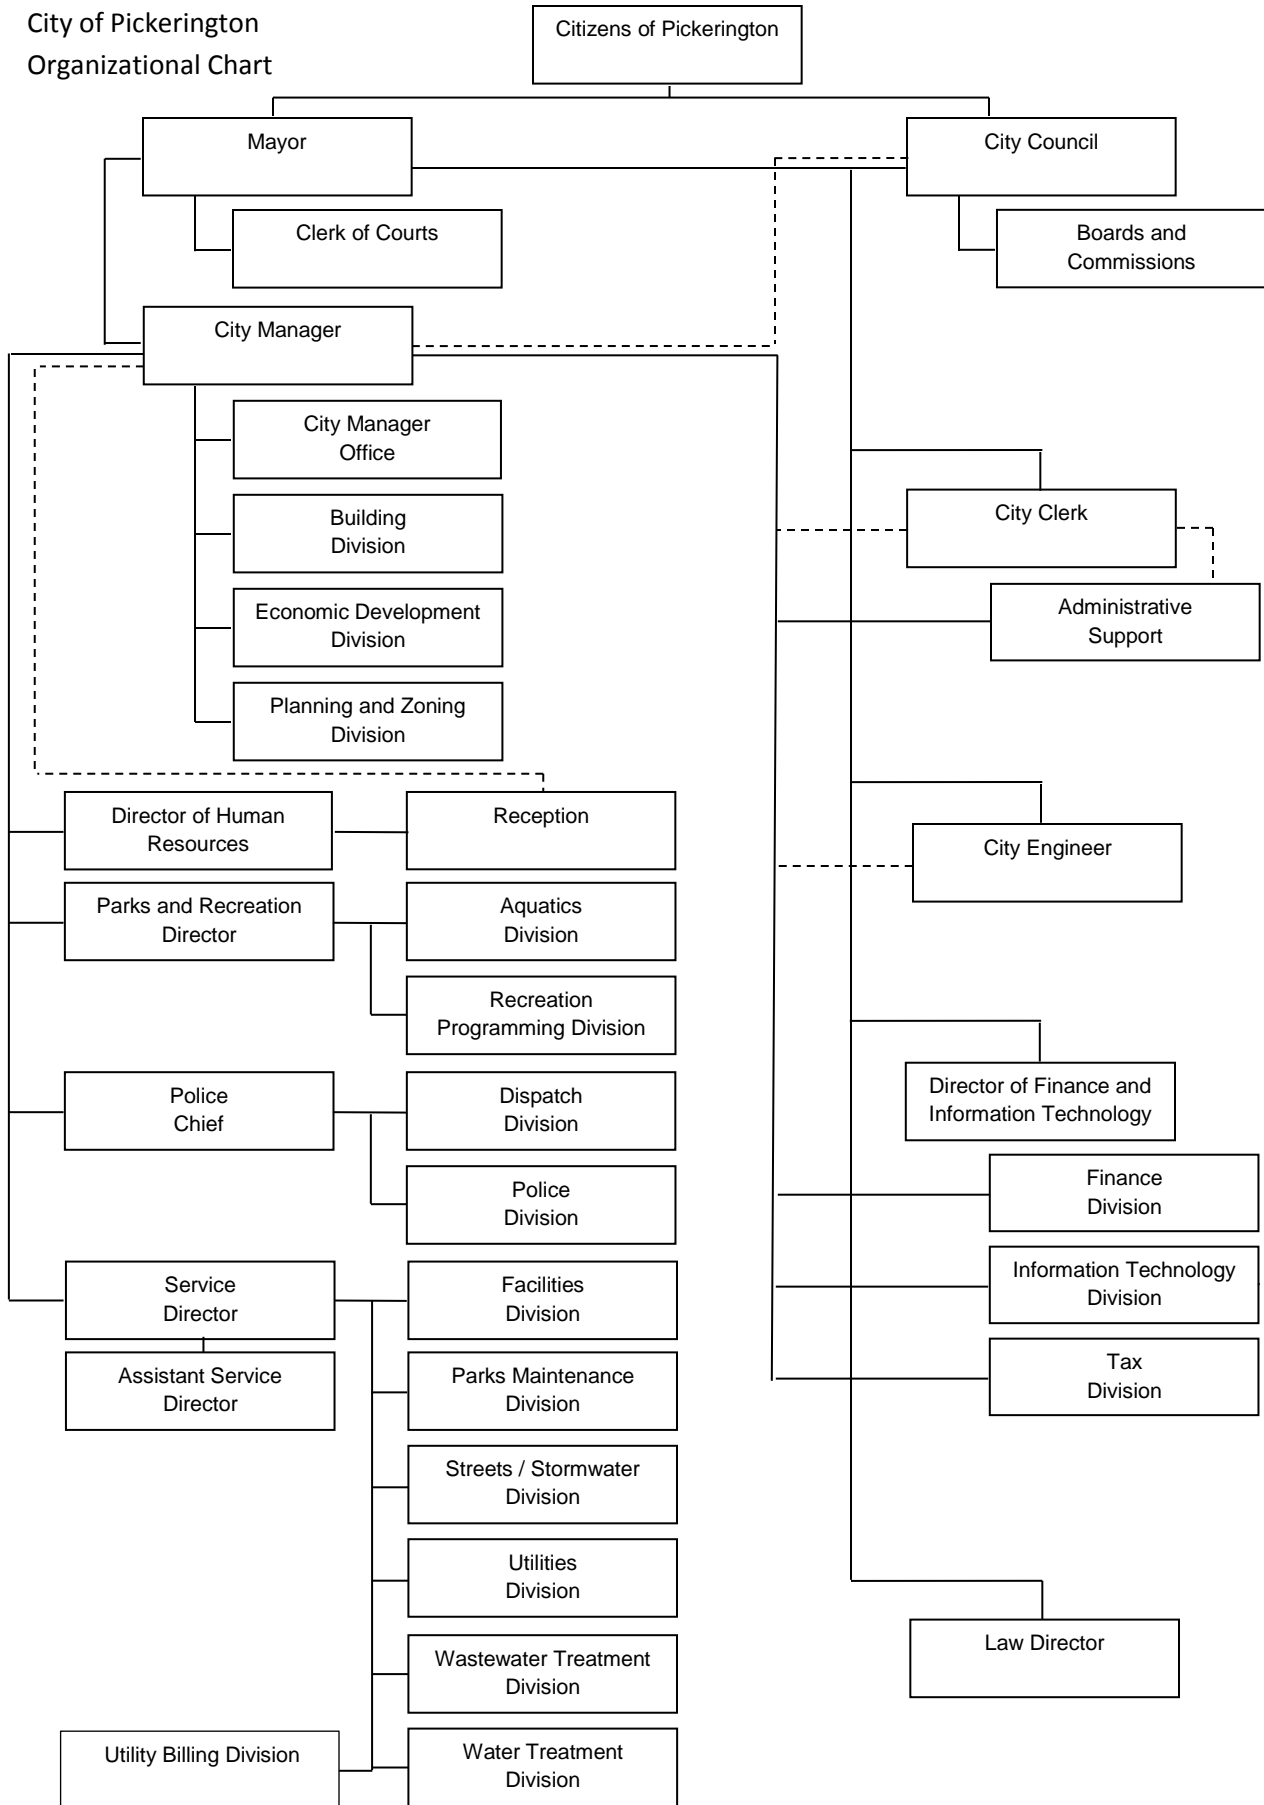 City of Pickerington
Organizational Chart
Citizens of Pickerington
Mayor
City Council
Clerk of Courts
Boards and
Commissions
City Manager
City Manager
Office
Building
Division
Economic Development
Division
Planning and Zoning
Division
City Clerk
Administrative
Support
Director of Human
Resources
Reception
City Engineer
Parks and Recreation
Director
Aquatics
Division
Recreation
Programming Division
Police
Chief
Dispatch
Division
Police
Division
Director of Finance and
Information Technology
Finance
Division
Information Technology
Division
Tax
Division
Service
Director
Facilities
Division
Assistant Service
Director
Parks Maintenance
Division
Streets / Stormwater
Division
Utilities
Division
Wastewater Treatment
Division
Law Director
Utility Billing Division
Water Treatment
Division